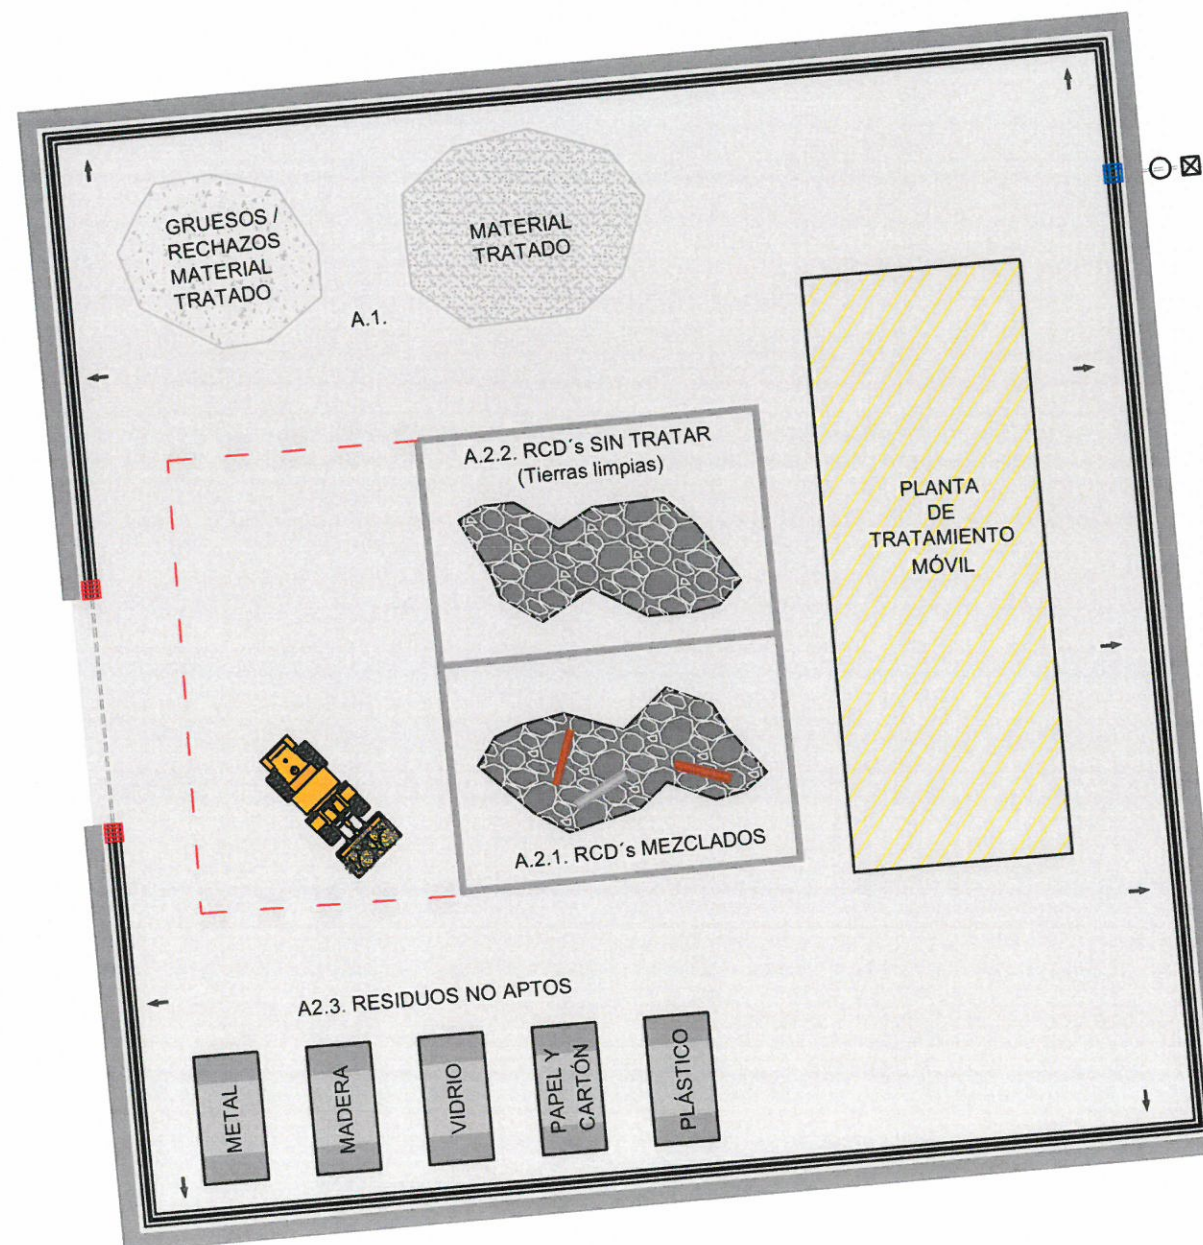 GRUESOS /
RECHAZOS
MATERIAL
TRATADO
MATERIAL
TRATADO
A.1.
A.2.2. RCD´s SIN TRATAR
(Tierras limpias)
PLANTA
DE
TRATAMIENTO
MÓVIL
A.2.1. RCD´s MEZCLADOS
A2.3. RESIDUOS NO APTOS
METAL
MADERA
VIDRIO
PAPEL Y
CARTÓN
PLÁSTICO